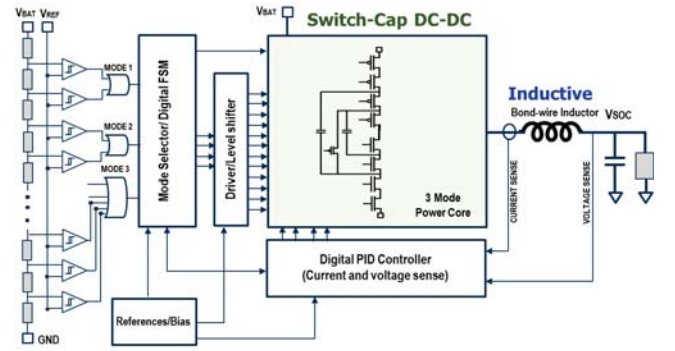 VBAT VREF
VBAT
Switch-Cap DC-DC
MODE 1
MODE 2
MODE 3
Mode Selector/ Digital FSM
Driver/Level shifter
3 Mode
Power Core
Inductive
Bond-wire Inductor
VSOC
CURRENT SENSE
VOLTAGE SENSE
Digital PID Controller
(Current and voltage sense)
References/Bias
GND